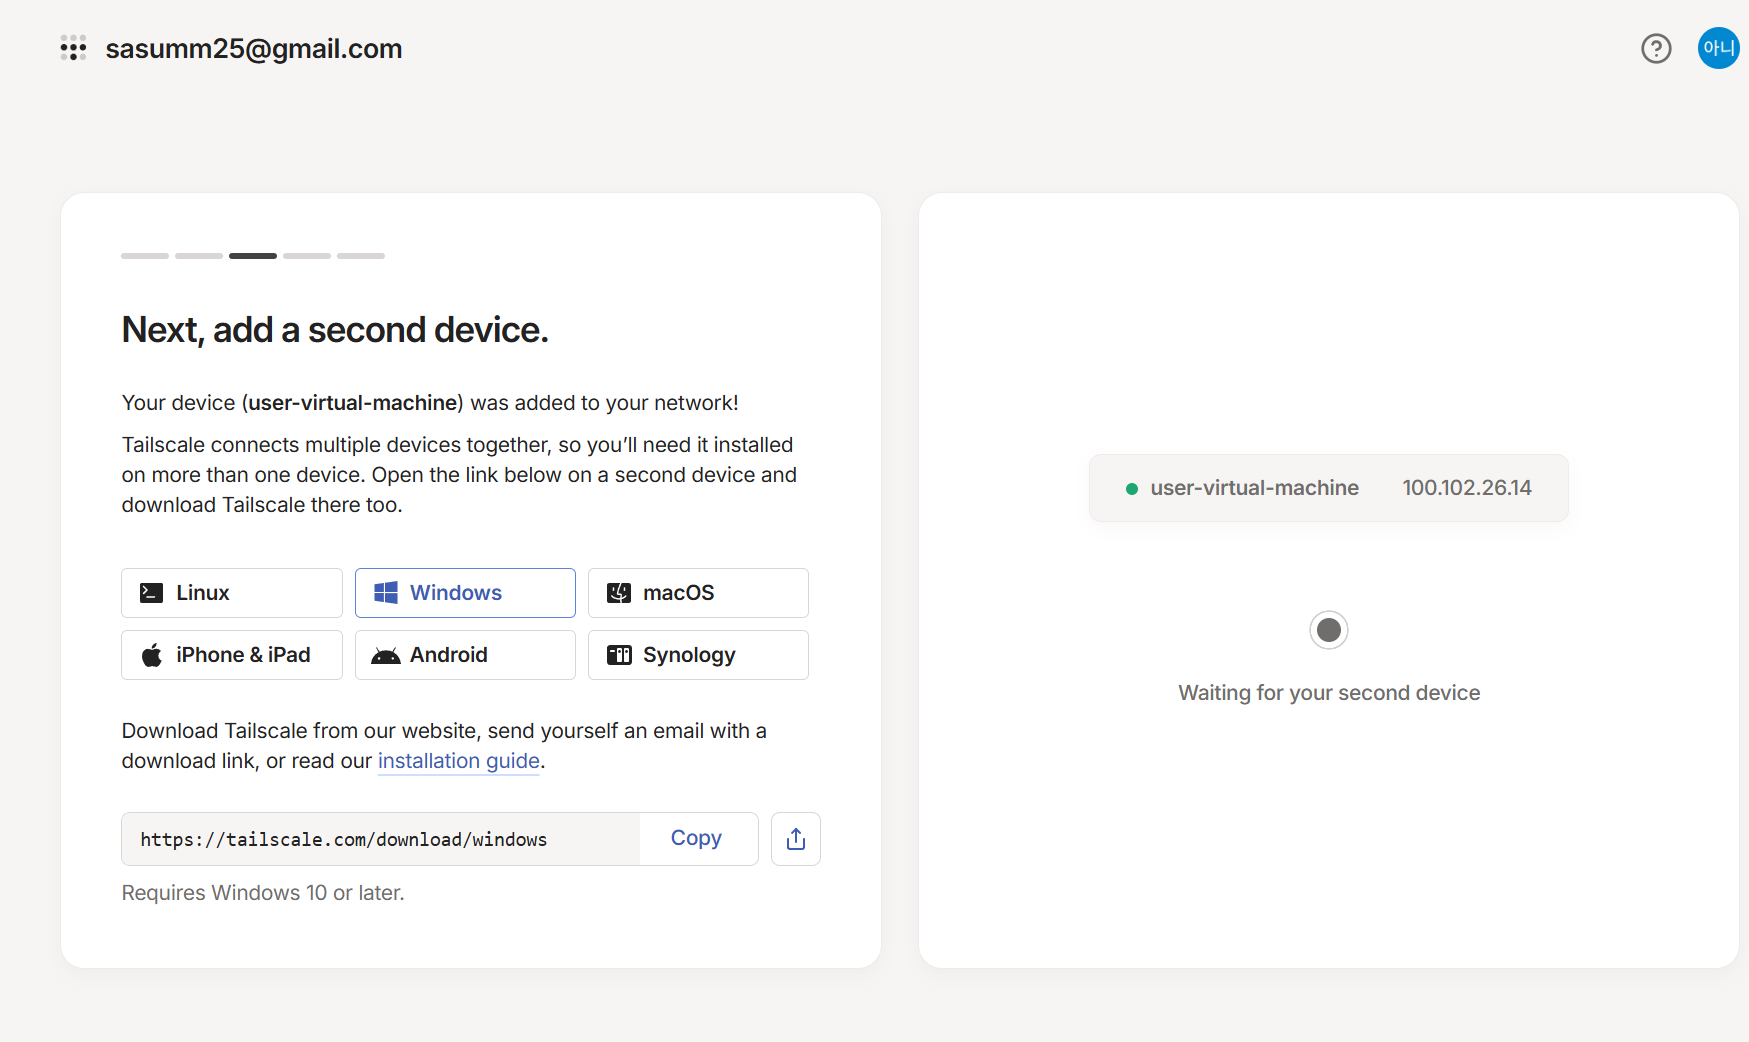 sasumm25@gmail.com
아니
Next, add a second device.
Your device (user-virtual-machine) was added to your network!
Tailscale connects multiple devices together, so you’ll need it installed
on more than one device. Open the link below on a second device and
download Tailscale there too.
Linux
Windows
macOS
iPhone & iPad
Android
Synology
Download Tailscale from our website, send yourself an email with a
download link, or read our installation guide.
https://tailscale.com/download/windows
Copy
Requires Windows 10 or later.
user-virtual-machine 100.102.26.14
Waiting for your second device